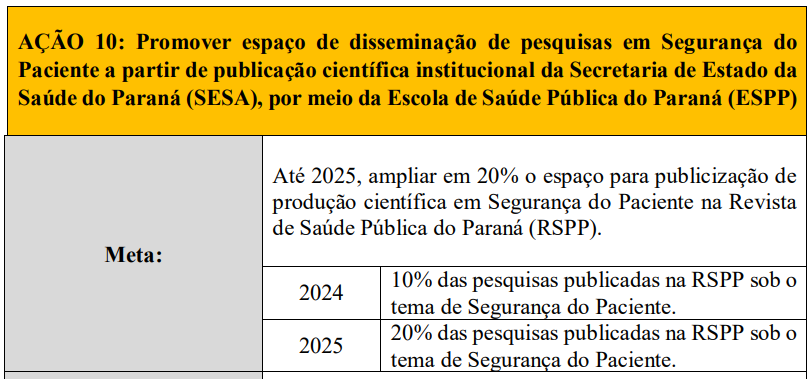 AÇÃO 10: Promover espaço de disseminação de pesquisas em Segurança do
Paciente a partir de publicação científica institucional da Secretaria de Estado da
Saúde do Paraná (SESA), por meio da Escola de Saúde Pública do Paraná (ESPP)
Meta:
Até 2025, ampliar em 20% o espaço para publicização de
produção científica em Segurança do Paciente na Revista
de Saúde Pública do Paraná (RSPP).
2024
10% das pesquisas publicadas na RSPP sob o
tema de Segurança do Paciente.
2025
20% das pesquisas publicadas na RSPP sob o
tema de Segurança do Paciente.